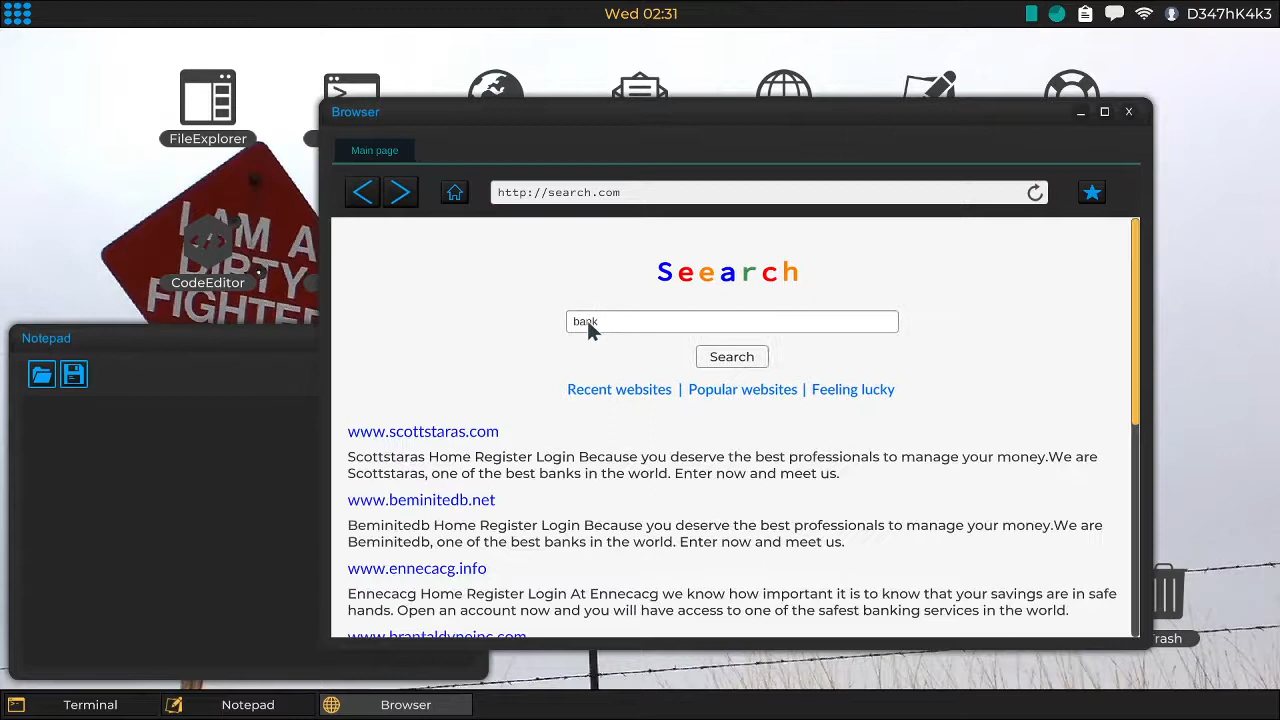 Wed 02:31
D347hK4k3
FileExplorer
I AM A
DIRTY
FIGHTER
CodeEditor
Browser
Main page
http://search.com
Seearch
bank
Search
Recent websites | Popular websites | Feeling lucky
www.scottstaras.com
Scottstaras Home Register Login Because you deserve the best professionals to manage your money.We are
Scottstaras, one of the best banks in the world. Enter now and meet us.
www.beminitedb.net
Beminitedb Home Register Login Because you deserve the best professionals to manage your money.We are
Beminitedb, one of the best banks in the world. Enter now and meet us.
www.ennecacg.info
Ennecacg Home Register Login At Ennecacg we know how important it is to know that your savings are in safe
hands. Open an account now and you will have access to one of the safest banking services in the world.
www.brantaldyneinc.com
Notepad
Trash
Terminal
Notepad
Browser